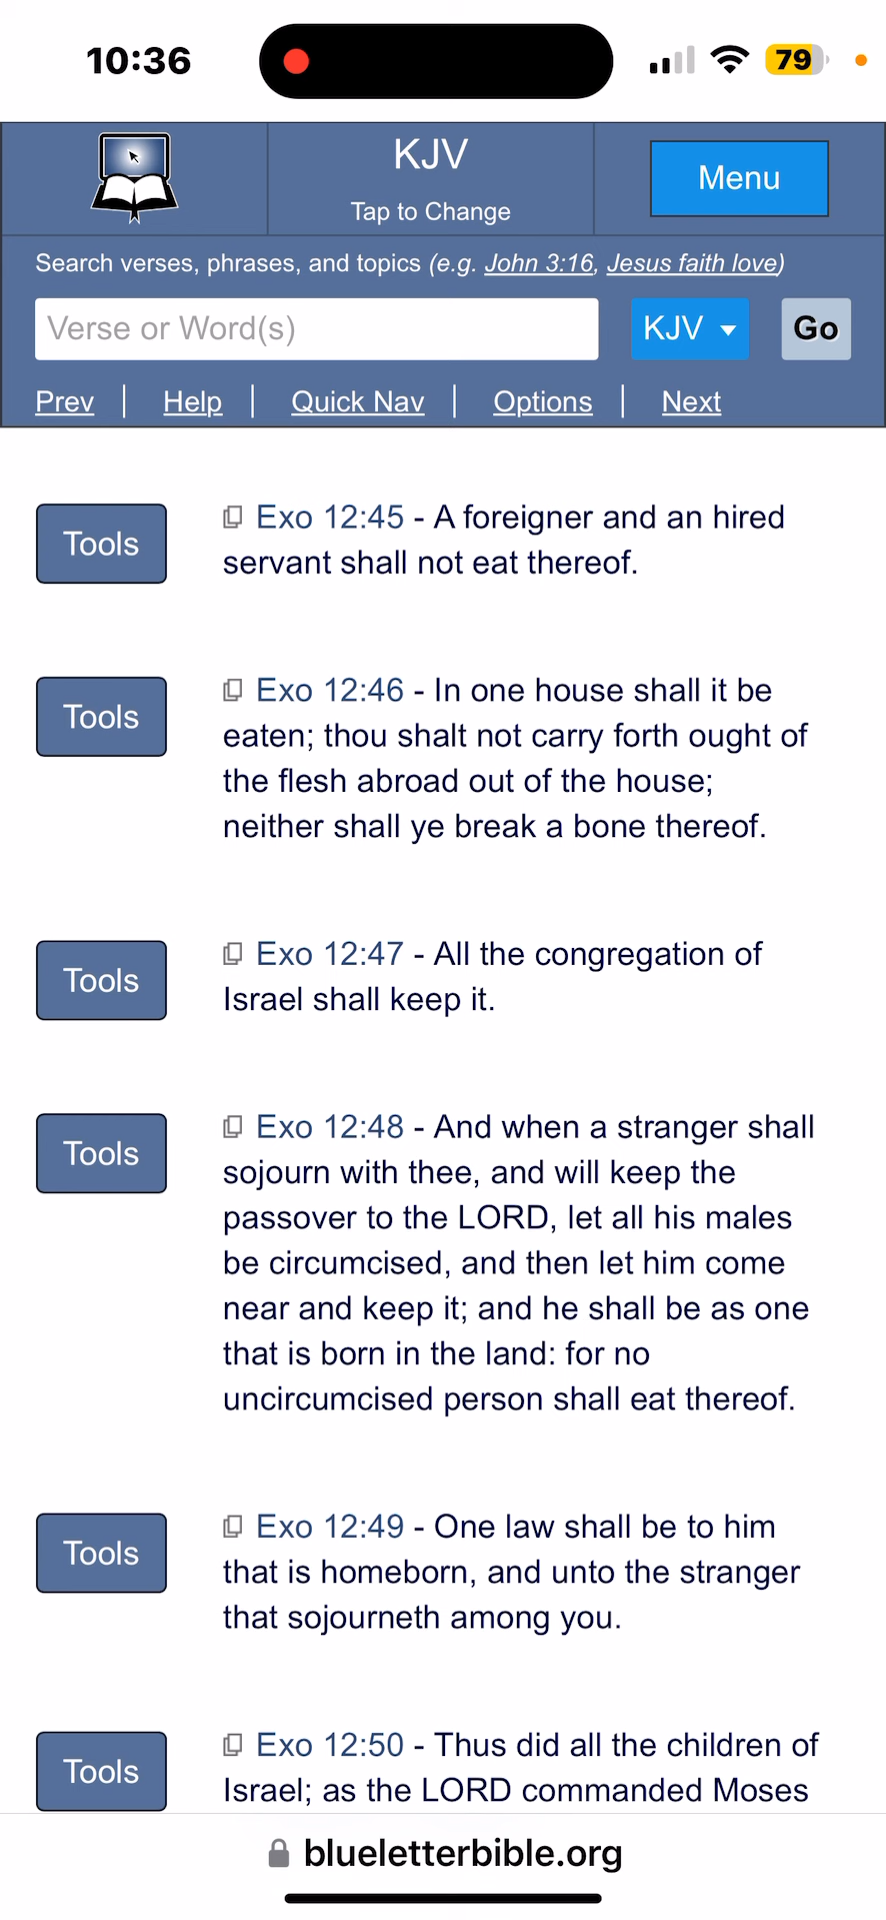 10:36
79
KJV
Tap to Change
Menu
Search verses, phrases, and topics (e.g. John 3:16, Jesus faith love)
Verse or Word(s)
KJV
Go
Prev | Help | Quick Nav | Options | Next
Tools
Exo 12:45 - A foreigner and an hired
servant shall not eat thereof.
Tools
Exo 12:46 - In one house shall it be
eaten; thou shalt not carry forth ought of
the flesh abroad out of the house;
neither shall ye break a bone thereof.
Tools
Exo 12:47 - All the congregation of
Israel shall keep it.
Tools
Exo 12:48 - And when a stranger shall
sojourn with thee, and will keep the
passover to the LORD, let all his males
be circumcised, and then let him come
near and keep it; and he shall be as one
that is born in the land: for no
uncircumcised person shall eat thereof.
Tools
Exo 12:49 - One law shall be to him
that is homeborn, and unto the stranger
that sojourneth among you.
Tools
Exo 12:50 - Thus did all the children of
Israel; as the LORD commanded Moses
blueletterbible.org